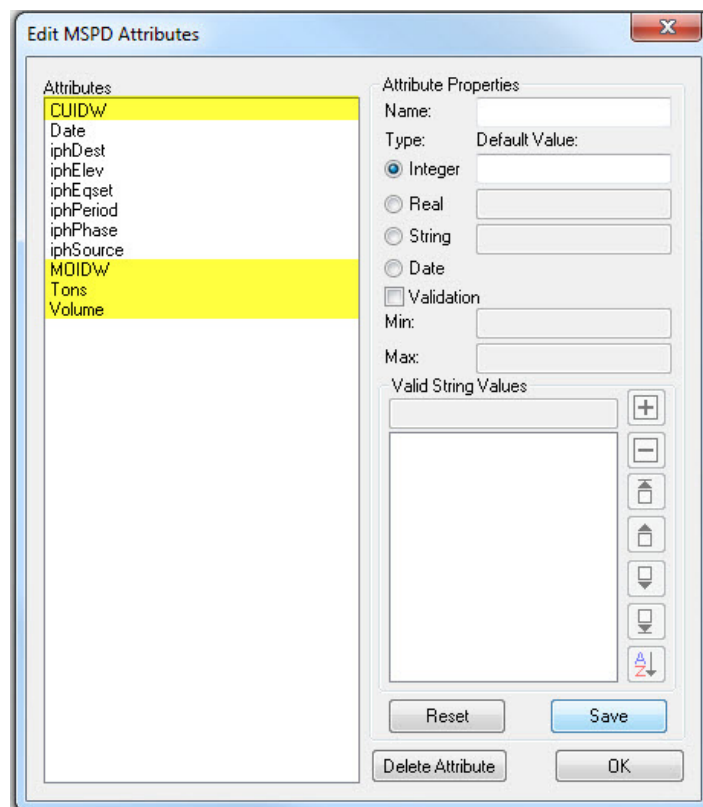 Edit MSPD Attributes
Attributes
CUIDW
Date
iphDest
iphElev
iphEqset
iphPeriod
iphPhase
iphSource
MOIDW
Tons
Volume
Attribute Properties
Name:
Type: Default Value:
Integer
Real
String
Date
Validation
Min:
Max:
Valid String Values
A
Z
Reset Save
Delete Attribute OK